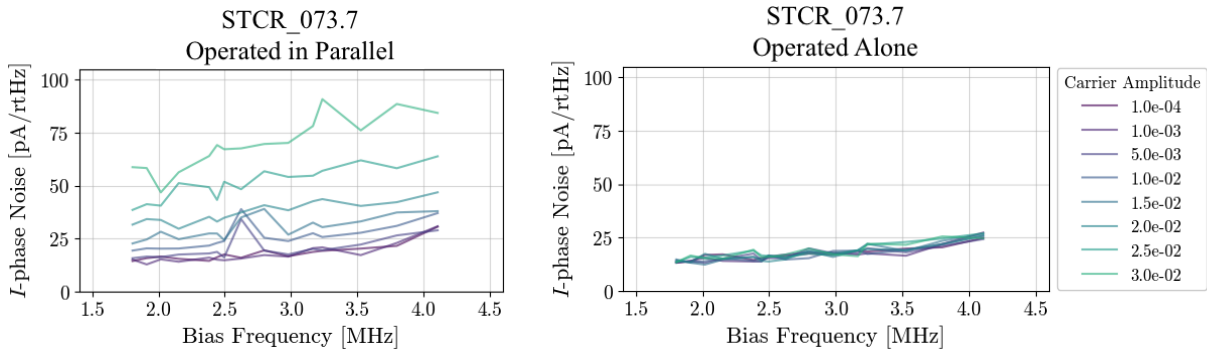 STCR_073.7
Operated in Parallel
I-phase Noise [pA/rtHz]
100
75
50
25
0
1.5 2.0 2.5 3.0 3.5 4.0 4.5
Bias Frequency [MHz]
STCR_073.7
Operated Alone
I-phase Noise [pA/rtHz]
100
75
50
25
0
1.5 2.0 2.5 3.0 3.5 4.0 4.5
Bias Frequency [MHz]
Carrier Amplitude
1.0e-04
1.0e-03
5.0e-03
1.0e-02
1.5e-02
2.0e-02
2.5e-02
3.0e-02